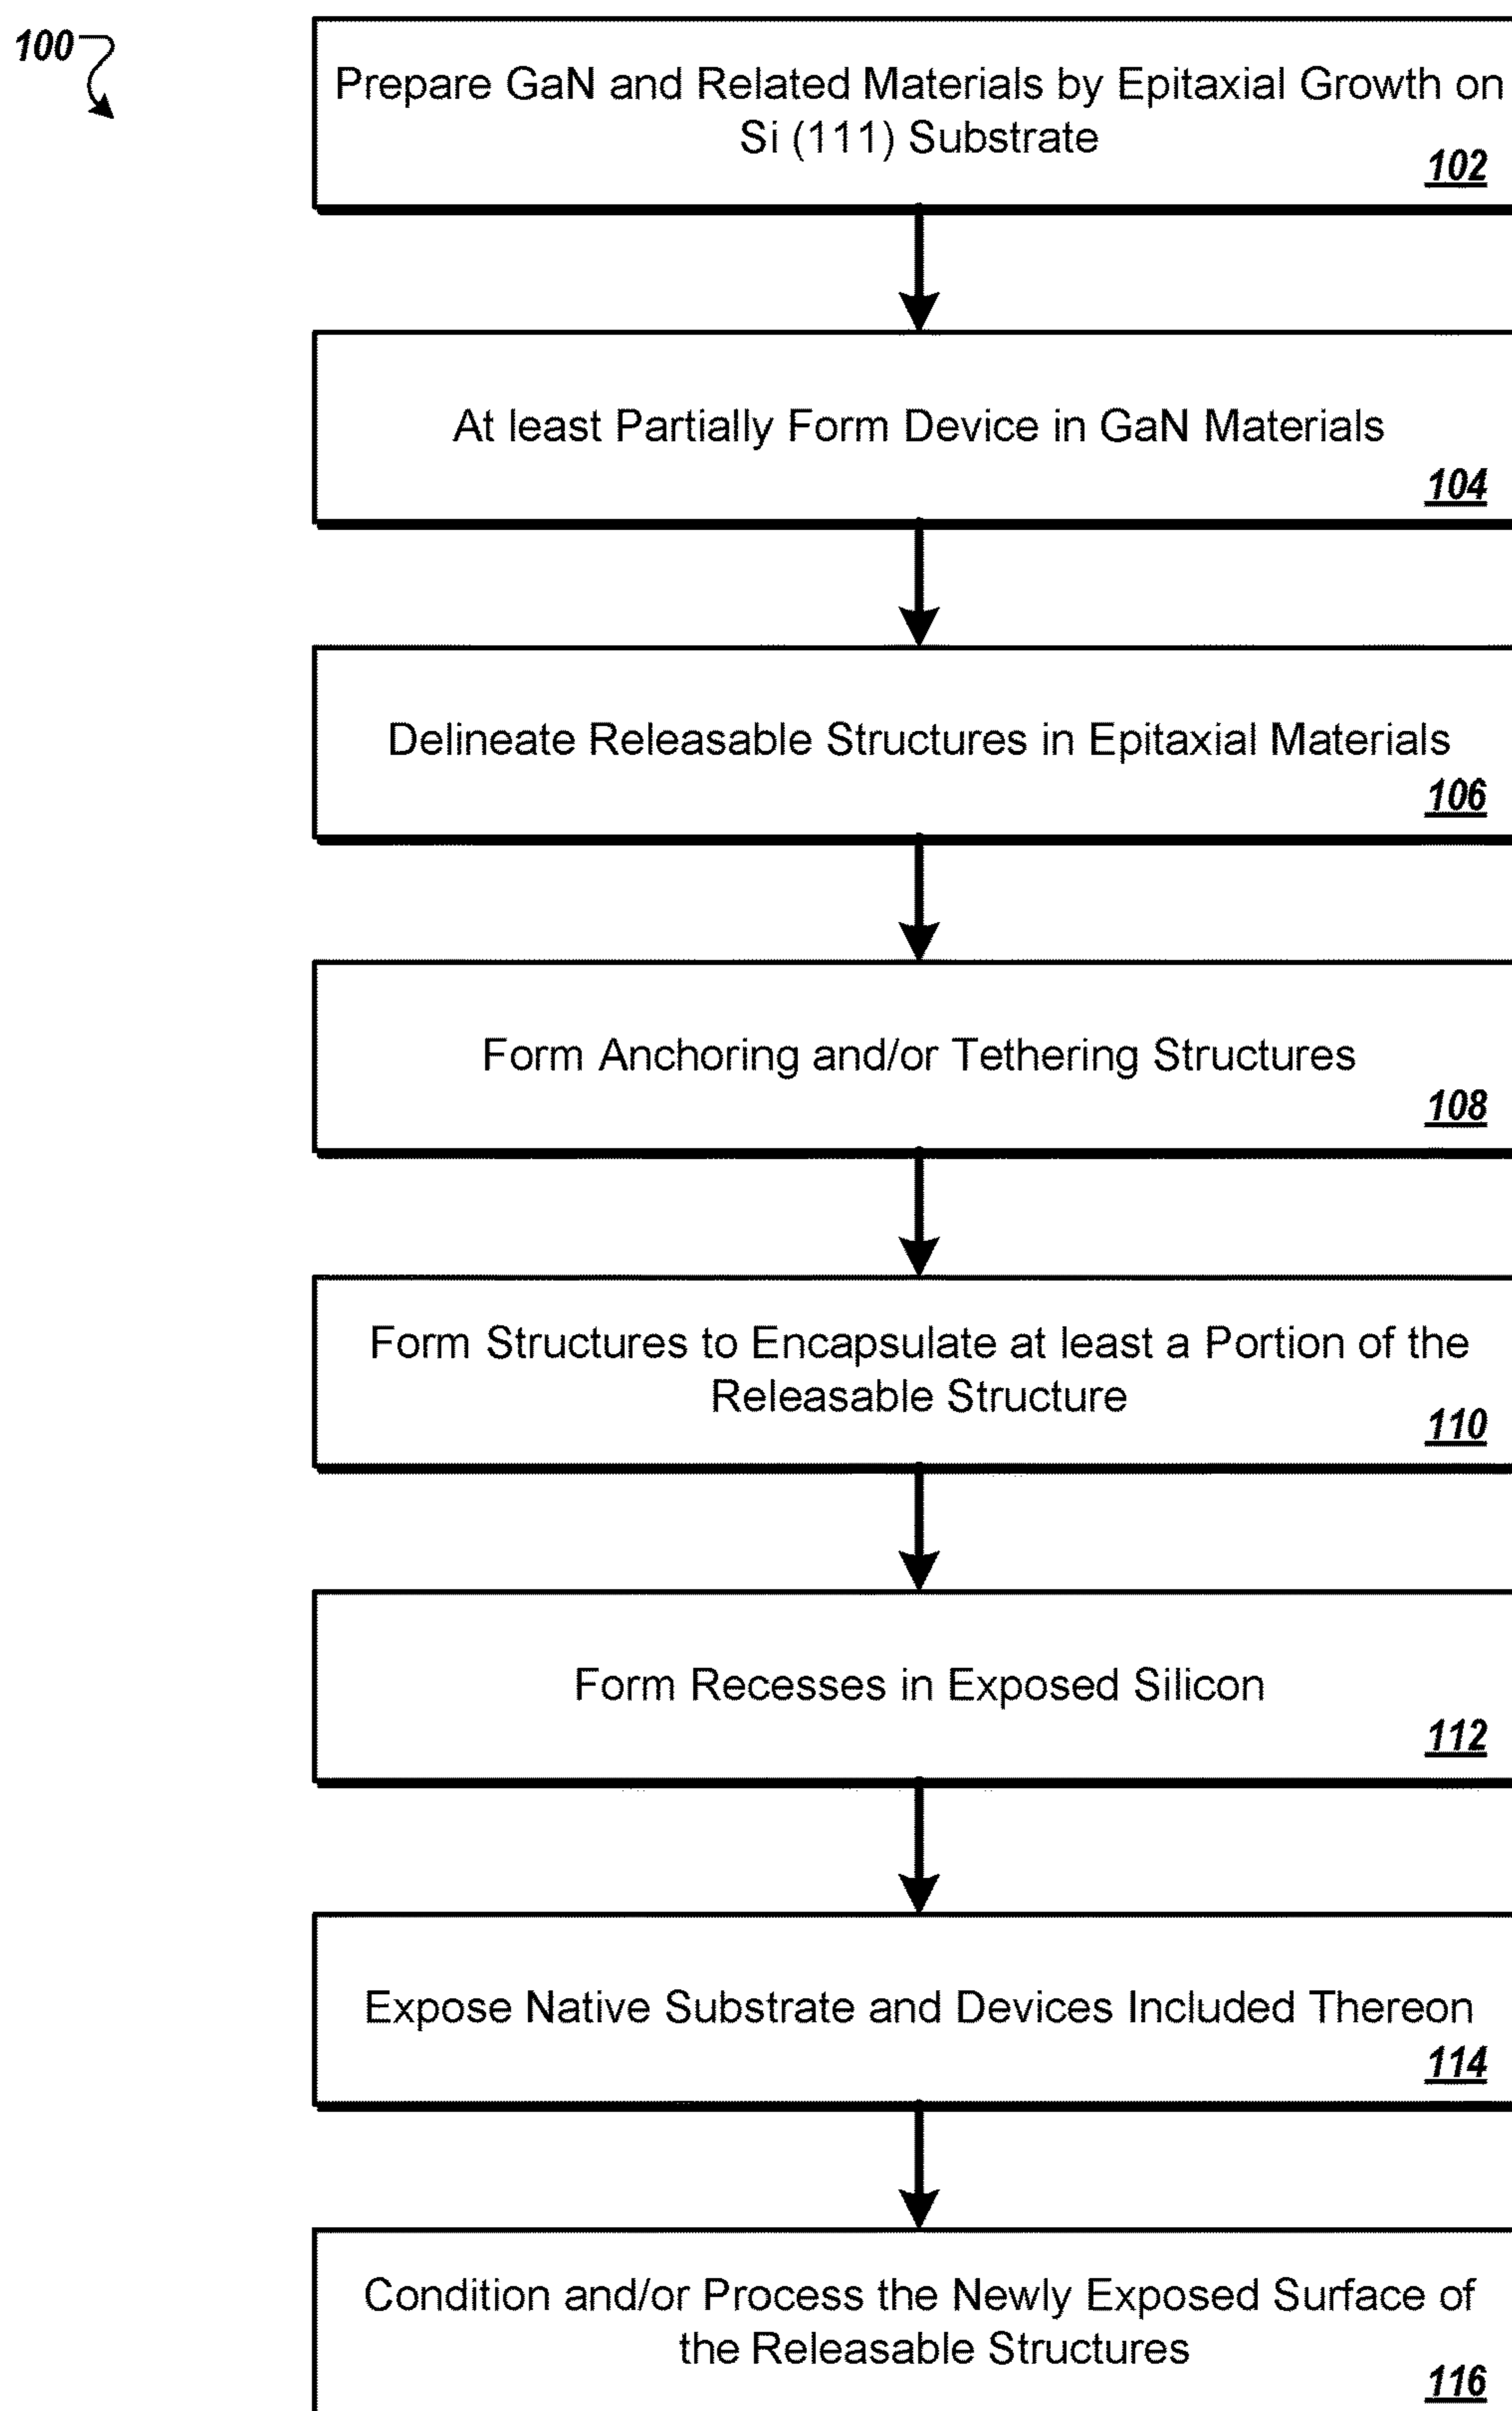 100
Prepare GaN and Related Materials by Epitaxial Growth on
Si (111) Substrate
102
At least Partially Form Device in GaN Materials
104
Delineate Releasable Structures in Epitaxial Materials
106
Form Anchoring and/or Tethering Structures
108
Form Structures to Encapsulate at least a Portion of the
Releasable Structure
110
Form Recesses in Exposed Silicon
112
Expose Native Substrate and Devices Included Thereon
114
Condition and/or Process the Newly Exposed Surface of
the Releasable Structures
116